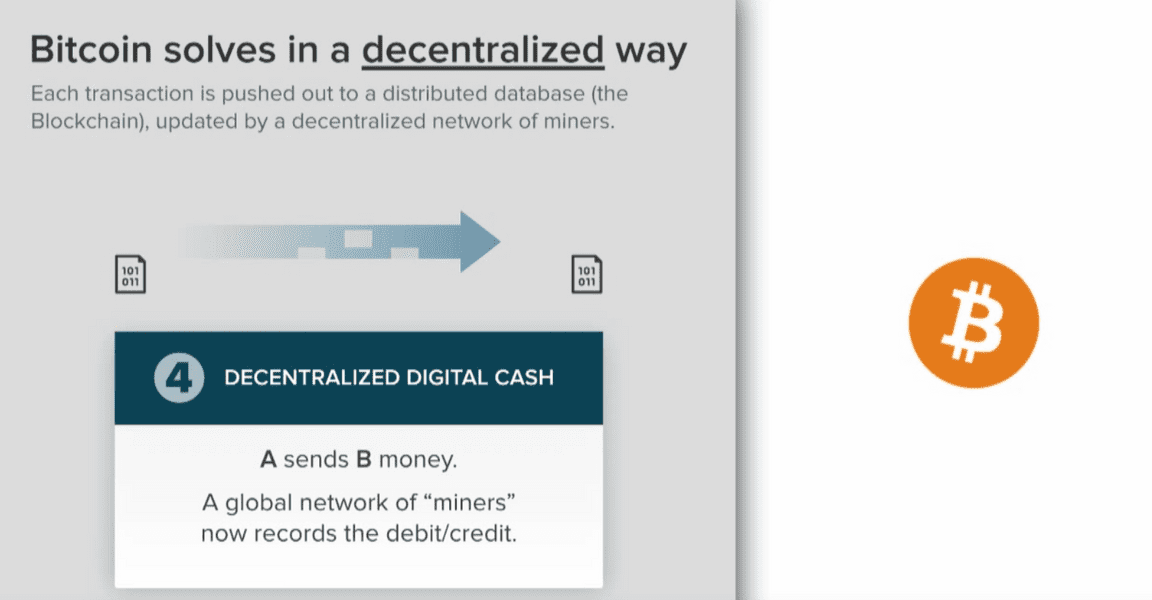 Bitcoin solves in a decentralized way
Each transaction is pushed out to a distributed database (the
Blockchain), updated by a decentralized network of miners.
101
011
101
011
4 DECENTRALIZED DIGITAL CASH
A sends B money.
A global network of “miners”
now records the debit/credit.